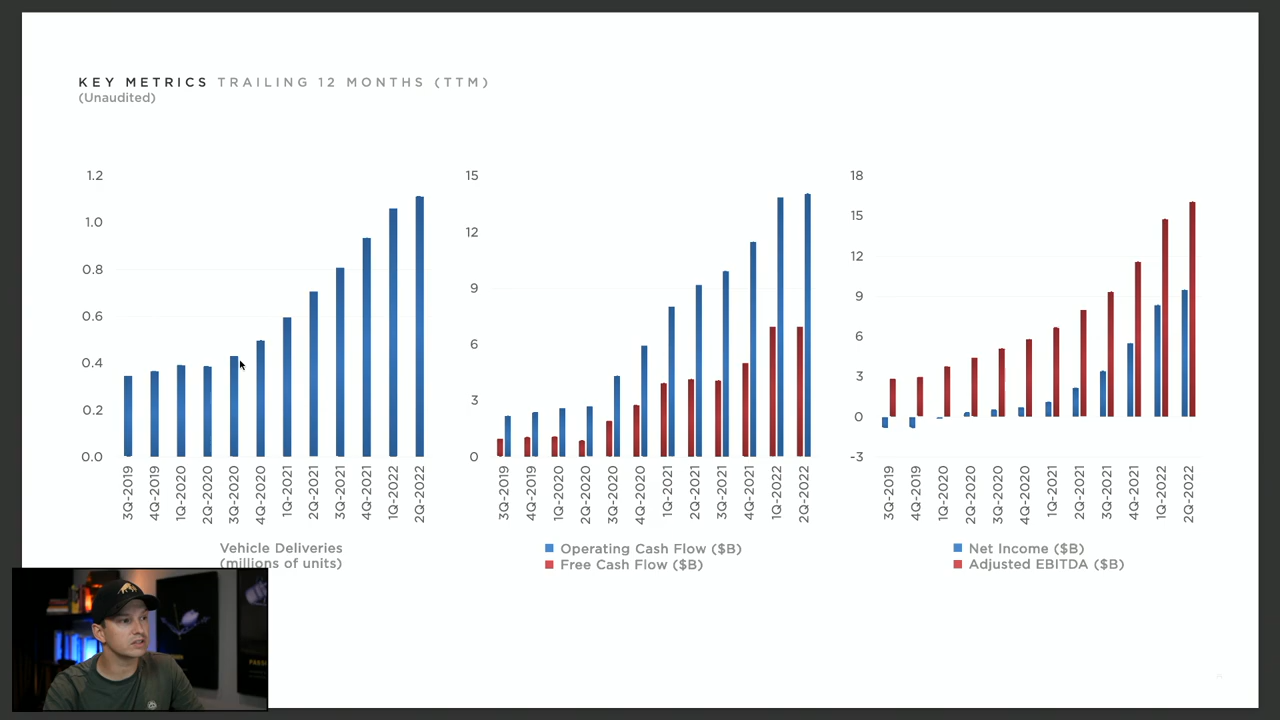 KEY METRICS TRAILING 12 MONTHS (TTM)
(Unaudited)
1.2
1.0
0.8
0.6
0.4
0.2
0.0
3Q-2019
4Q-2019
1Q-2020
2Q-2020
3Q-2020
4Q-2020
1Q-2021
2Q-2021
3Q-2021
4Q-2021
1Q-2022
2Q-2022
Vehicle Deliveries
(millions of units)
15
12
9
6
3
0
3Q-2019
4Q-2019
1Q-2020
2Q-2020
3Q-2020
4Q-2020
1Q-2021
2Q-2021
3Q-2021
4Q-2021
1Q-2022
2Q-2022
Operating Cash Flow ($B)
Free Cash Flow ($B)
18
15
12
9
6
3
0
-3
3Q-2019
4Q-2019
1Q-2020
2Q-2020
3Q-2020
4Q-2020
1Q-2021
2Q-2021
3Q-2021
4Q-2021
1Q-2022
2Q-2022
Net Income ($B)
Adjusted EBITDA ($B)